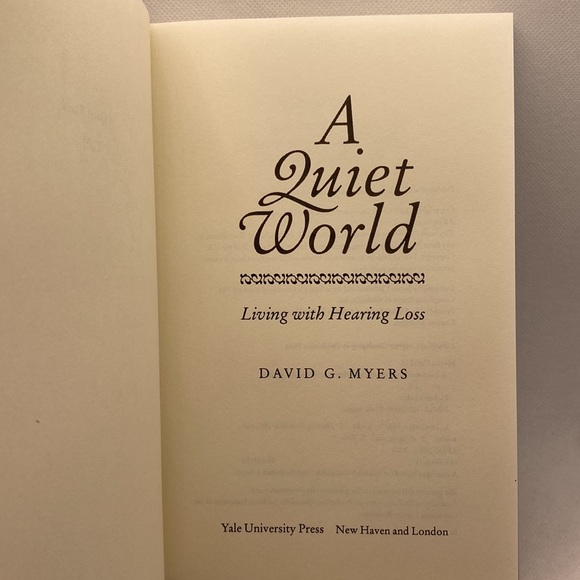 A
Quiet
World
Living with Hearing Loss
DAVID G. MYERS
Yale University Press New Haven and London